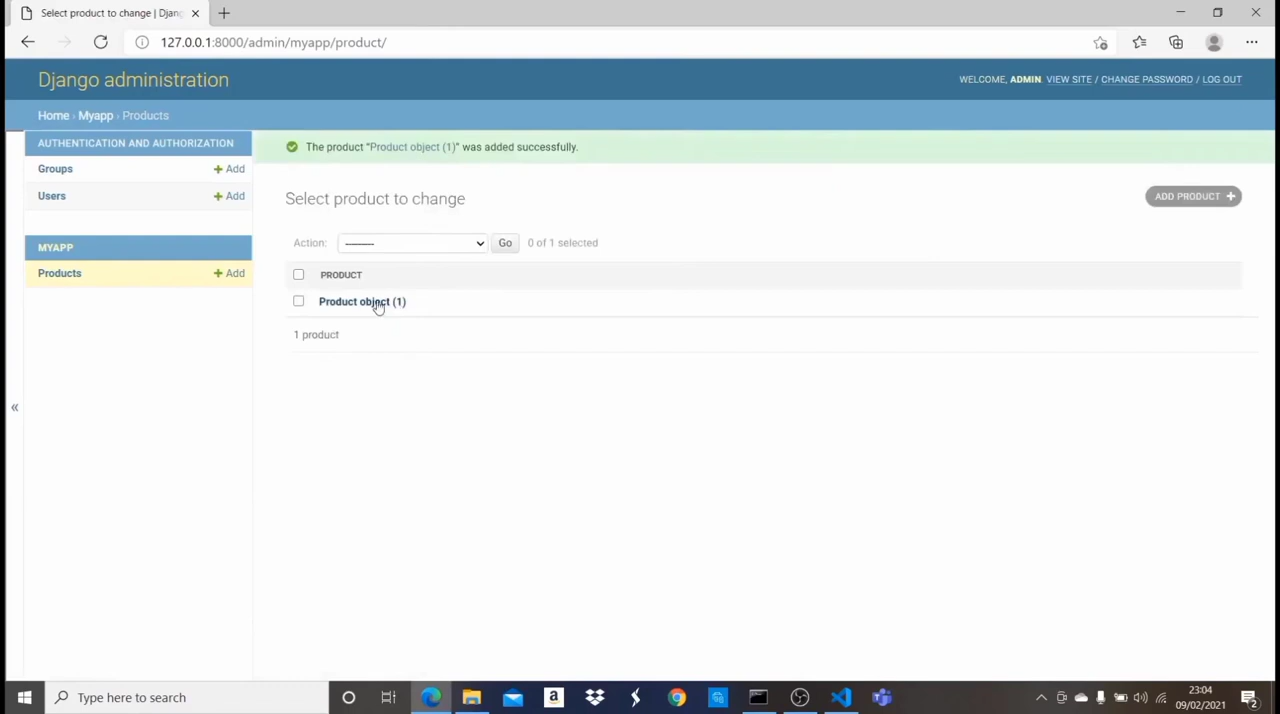 Select product to change | Djang
127.0.0.1:8000/admin/myapp/product/
Django administration
WELCOME, ADMIN. VIEW SITE / CHANGE PASSWORD / LOG OUT
Home › Myapp › Products
AUTHENTICATION AND AUTHORIZATION
Groups
+ Add
Users
+ Add
MYAPP
Products
+ Add
«
The product “Product object (1)” was added successfully.
Select product to change
ADD PRODUCT +
Action:
---------
Go
0 of 1 selected
PRODUCT
Product object (1)
1 product
Type here to search
23:04
09/02/2021
2